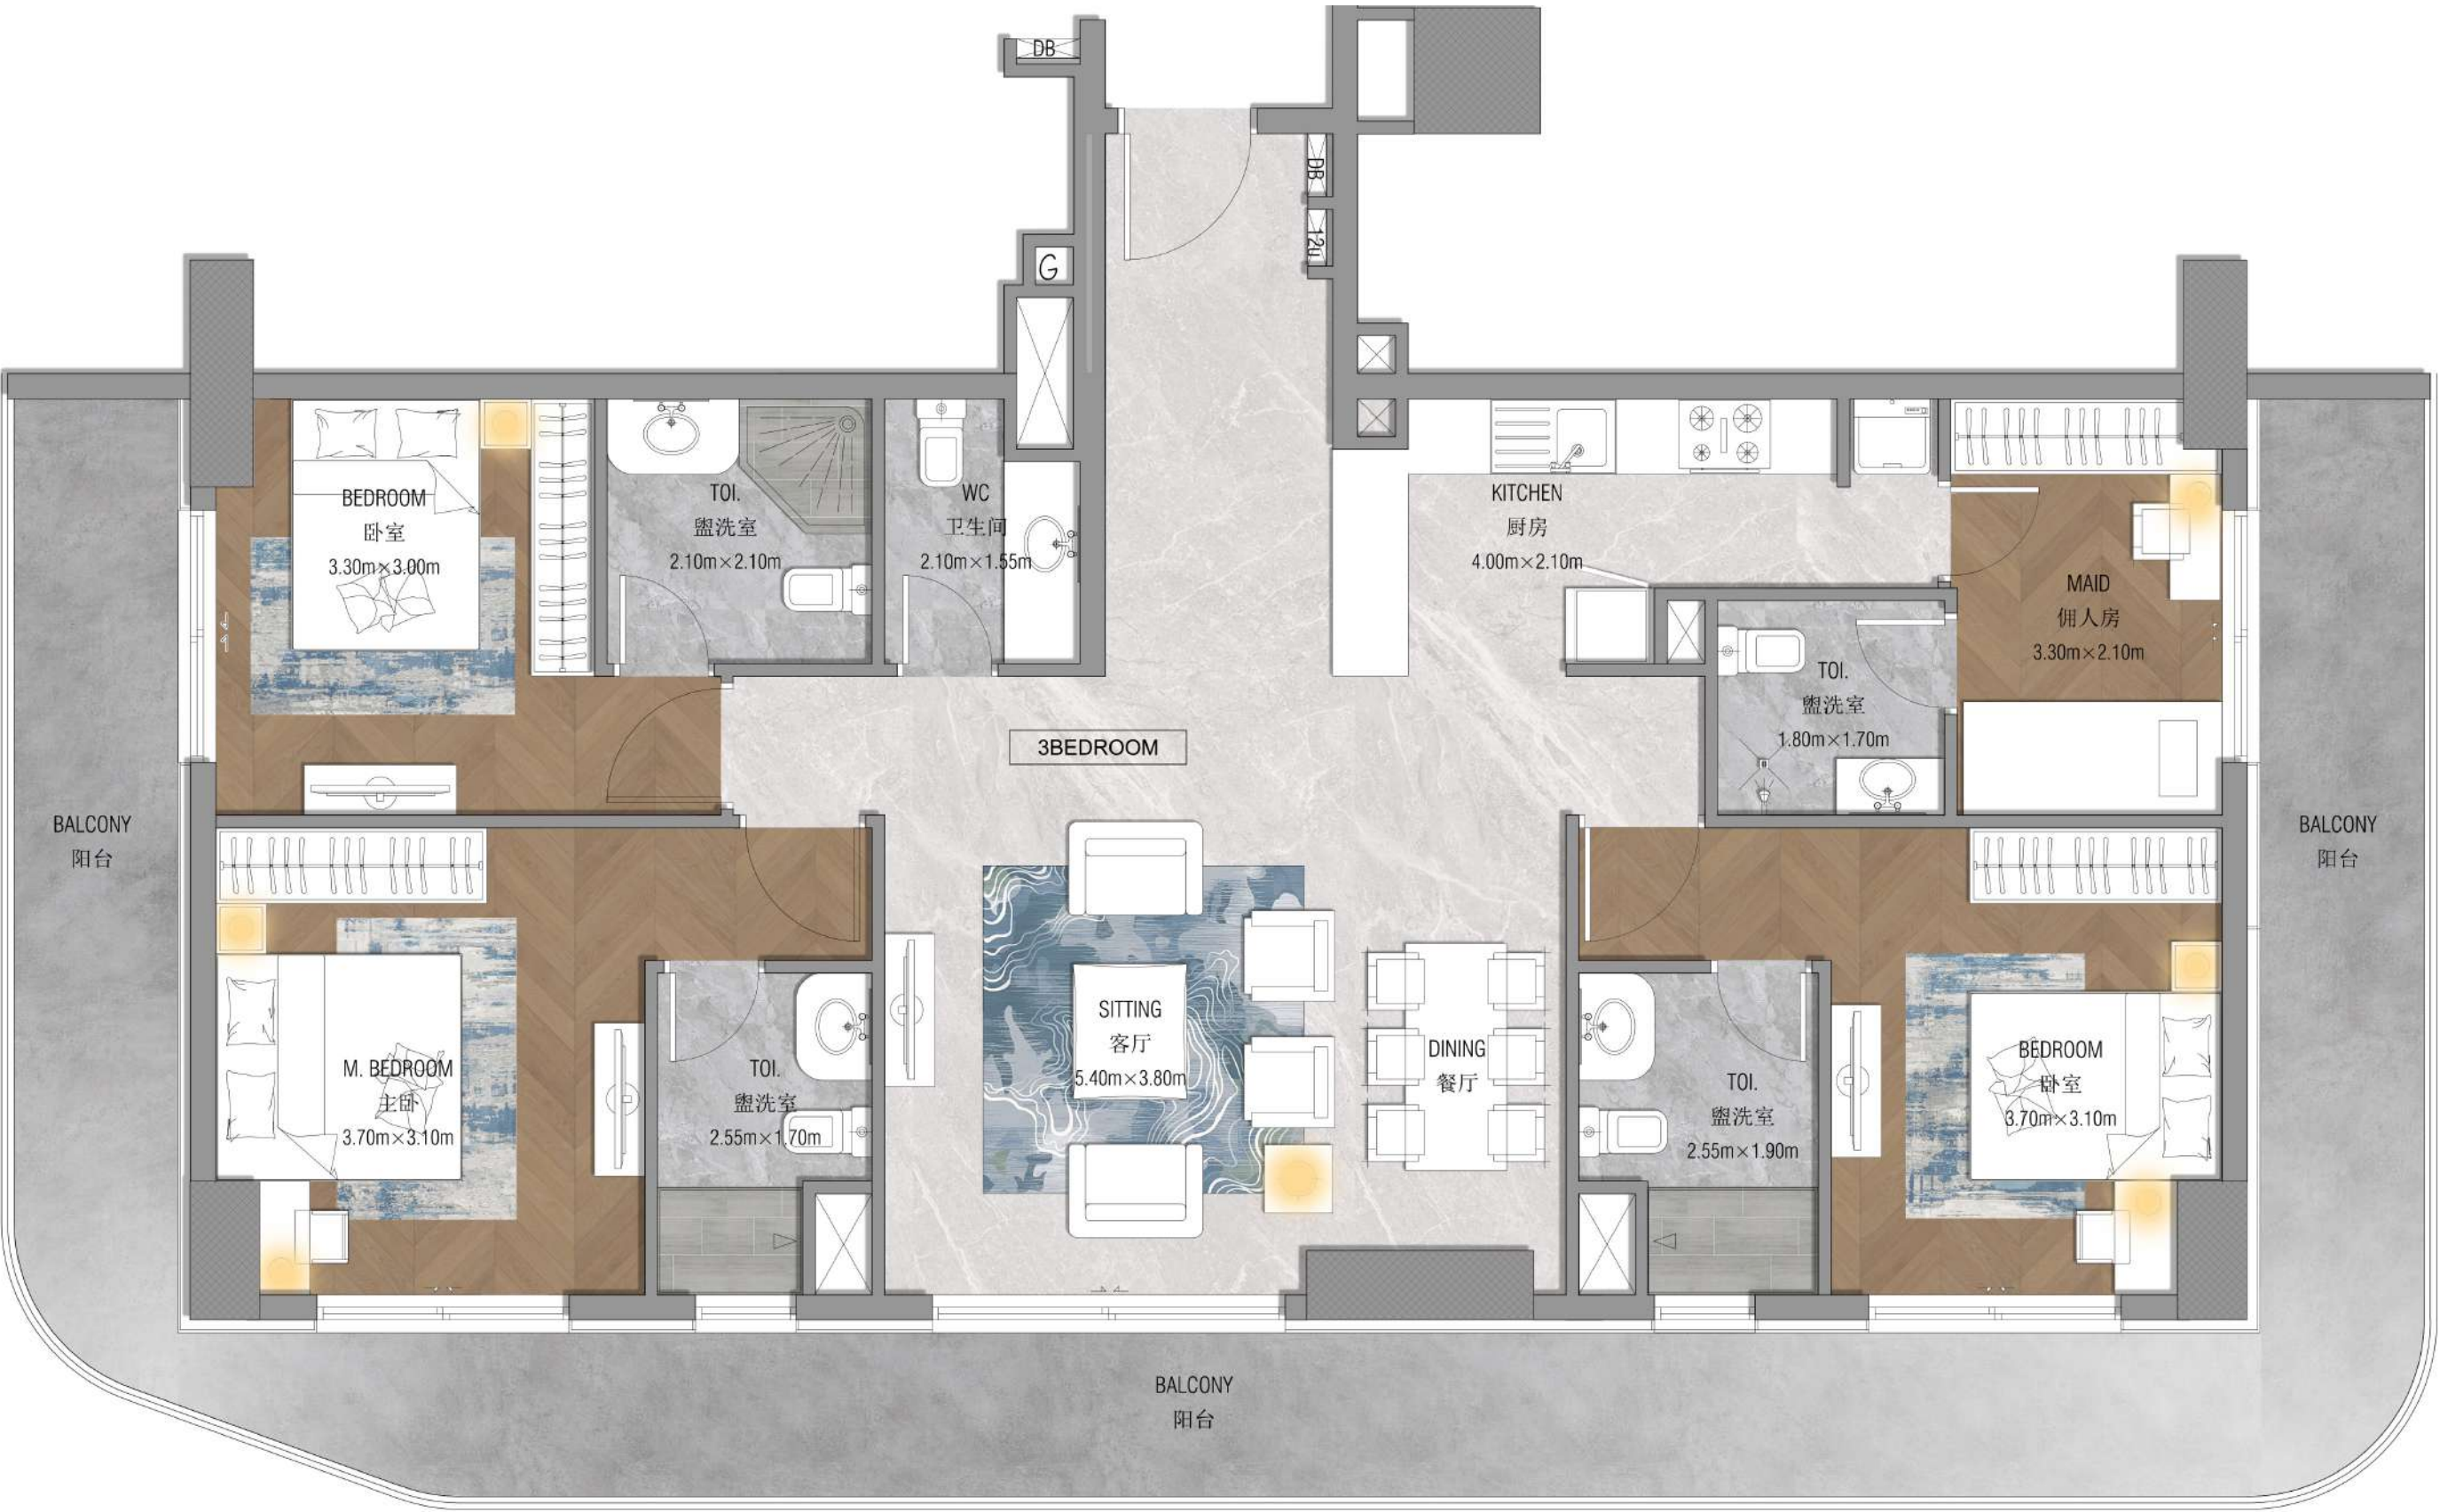 DB
DB
12u
G
BEDROOM
卧室
3.30m×3.00m
TOI.
盥洗室
2.10m×2.10m
WC
卫生间
2.10m×1.55m
KITCHEN
厨房
4.00m×2.10m
MAID
佣人房
3.30m×2.10m
TOI.
盥洗室
1.80m×1.70m
3BEDROOM
BALCONY
阳台
BALCONY
阳台
M. BEDROOM
主卧
3.70m×3.10m
TOI.
盥洗室
2.55m×1.70m
SITTING
客厅
5.40m×3.80m
DINING
餐厅
TOI.
盥洗室
2.55m×1.90m
BEDROOM
卧室
3.70m×3.10m
BALCONY
阳台